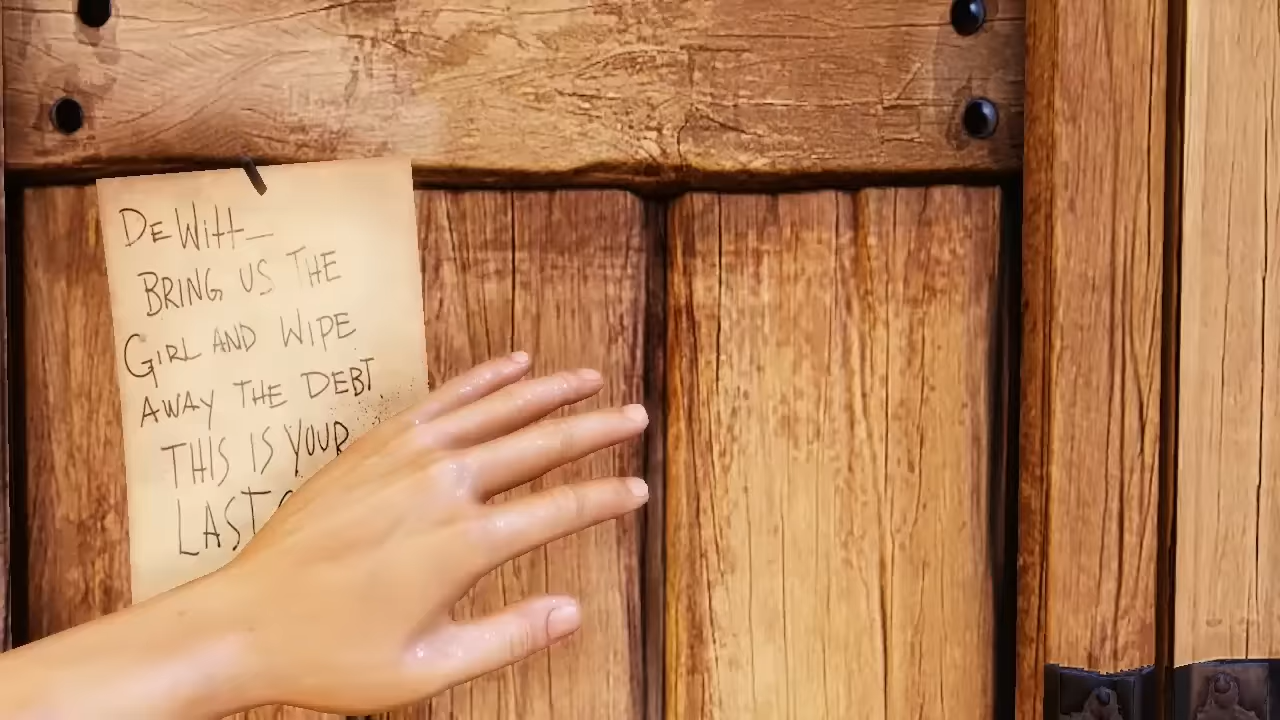 DeWitt—
BRING US THE
GIRL AND WIPE
AWAY THE DEBT
THIS IS YOUR
LAST